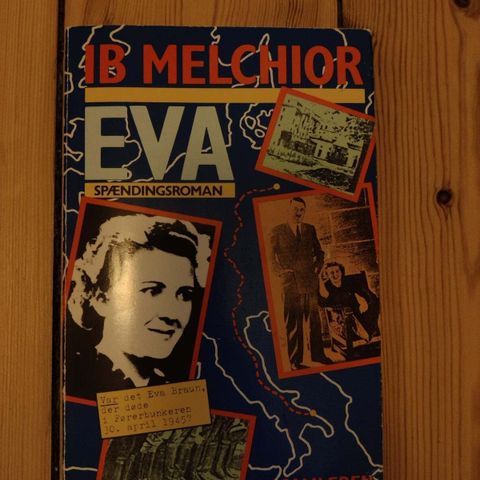 IB MELCHIOR
EVA
SPÆNDINGSROMAN
Var det Eva Braun,
der døde
i Førerbunkeren
30. april 1945?